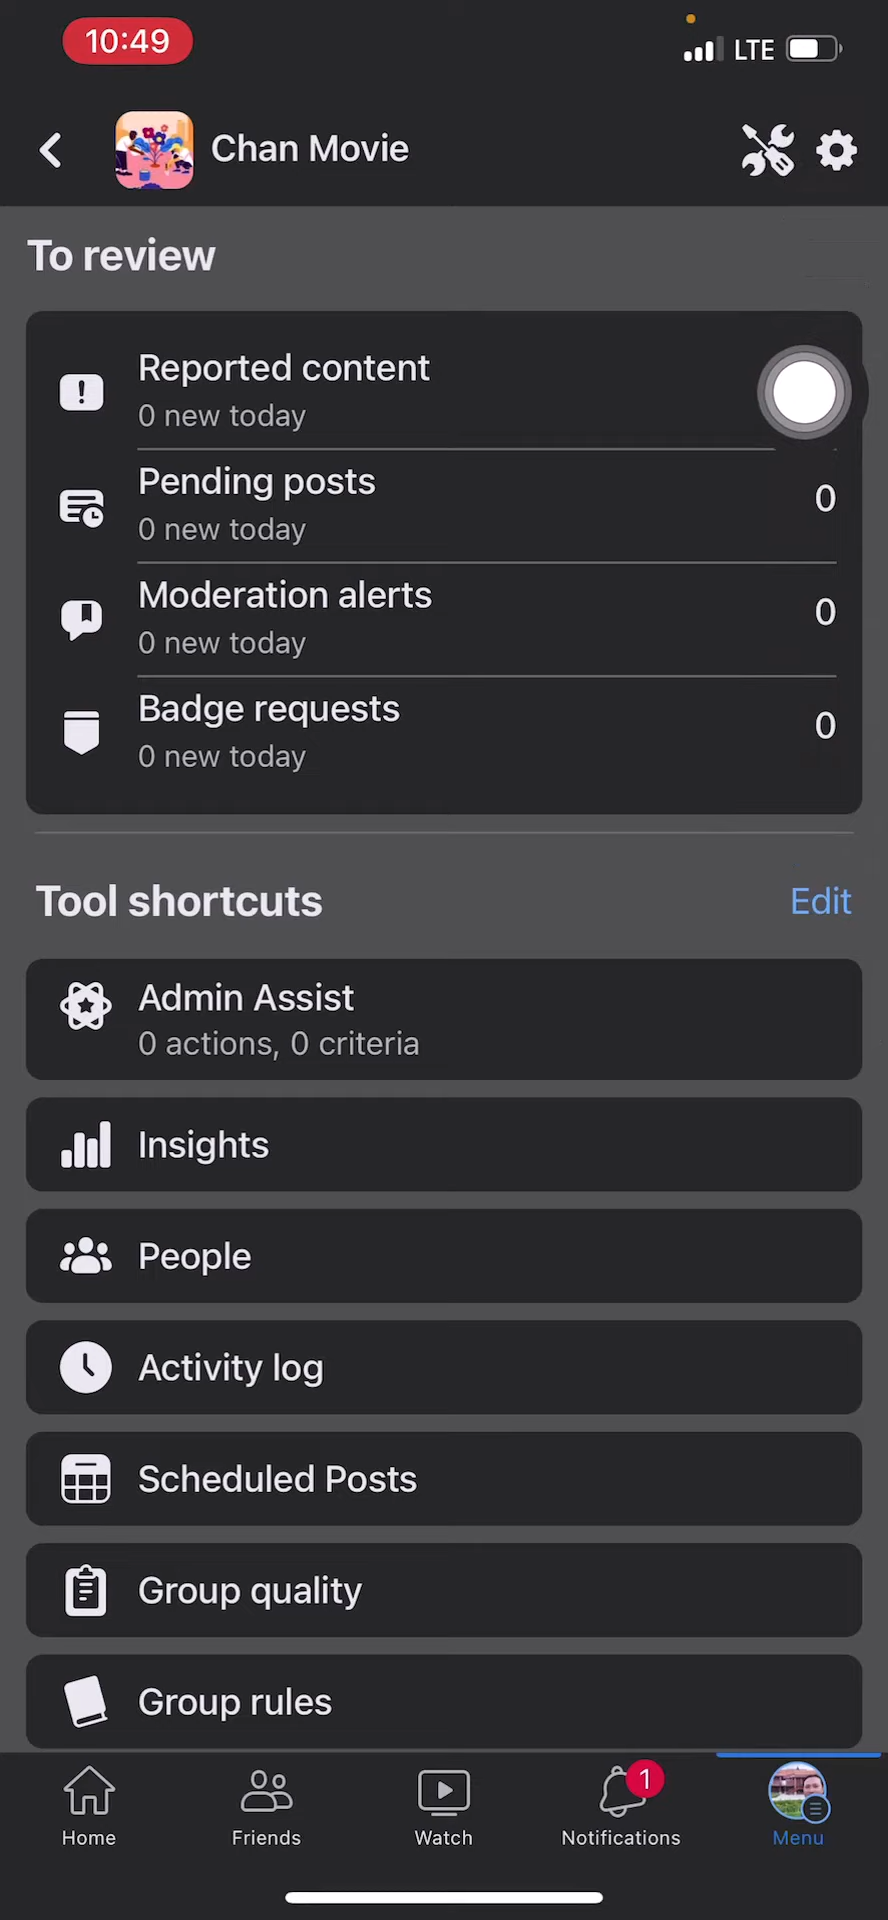 10:49
LTE
Chan Movie
To review
Reported content
0 new today
Pending posts
0 new today
0
Moderation alerts
0 new today
0
Badge requests
0 new today
0
Tool shortcuts
Edit
Admin Assist
0 actions, 0 criteria
Insights
People
Activity log
Scheduled Posts
Group quality
Group rules
1
Home
Friends
Watch
Notifications
Menu